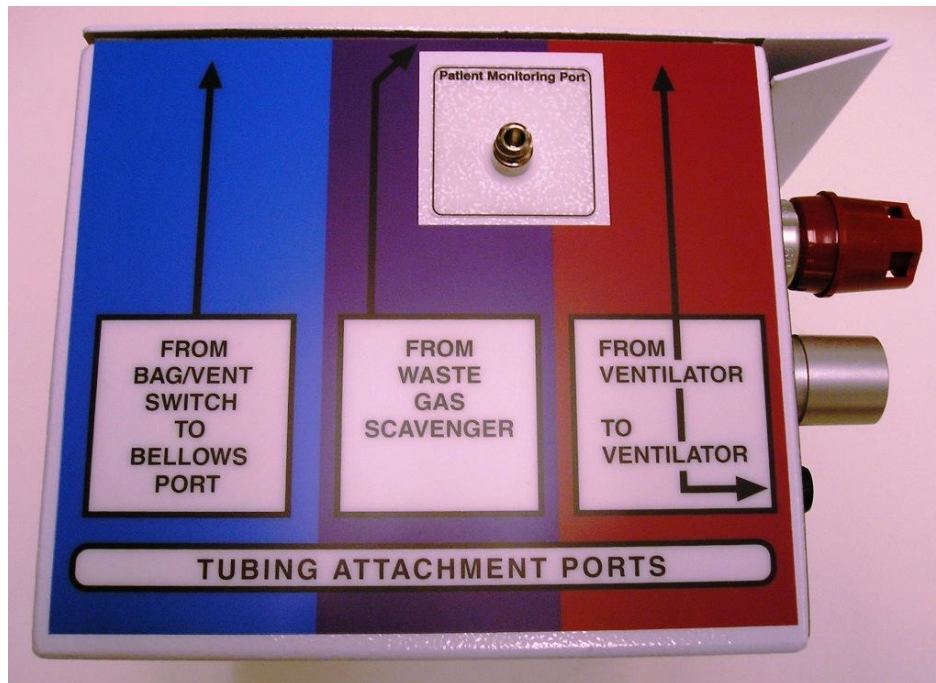 Patient Monitoring Port
FROM
BAG/VENT
SWITCH
TO
BELLOWS
PORT
FROM
WASTE
GAS
SCAVENGER
FROM
VENTILATOR
TO
VENTILATOR
TUBING ATTACHMENT PORTS